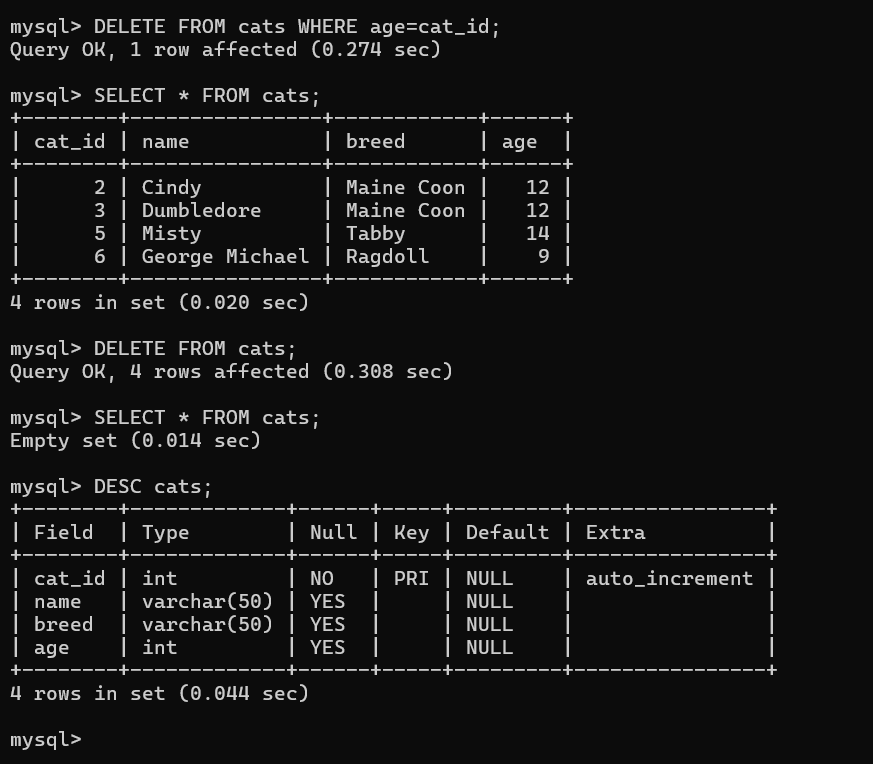 mysql> DELETE FROM cats WHERE age=cat_id;
Query OK, 1 row affected (0.274 sec)

mysql> SELECT * FROM cats;
+--------+----------------+------------+------+
| cat_id | name           | breed      | age  |
+--------+----------------+------------+------+
|      2 | Cindy          | Maine Coon |   12 |
|      3 | Dumbledore     | Maine Coon |   12 |
|      5 | Misty          | Tabby      |   14 |
|      6 | George Michael | Ragdoll    |    9 |
+--------+----------------+------------+------+
4 rows in set (0.020 sec)

mysql> DELETE FROM cats;
Query OK, 4 rows affected (0.308 sec)

mysql> SELECT * FROM cats;
Empty set (0.014 sec)

mysql> DESC cats;
+--------+-------------+------+-----+---------+----------------+
| Field  | Type        | Null | Key | Default | Extra          |
+--------+-------------+------+-----+---------+----------------+
| cat_id | int         | NO   | PRI | NULL    | auto_increment |
| name   | varchar(50) | YES  |     | NULL    |                |
| breed  | varchar(50) | YES  |     | NULL    |                |
| age    | int         | YES  |     | NULL    |                |
+--------+-------------+------+-----+---------+----------------+
4 rows in set (0.044 sec)

mysql>